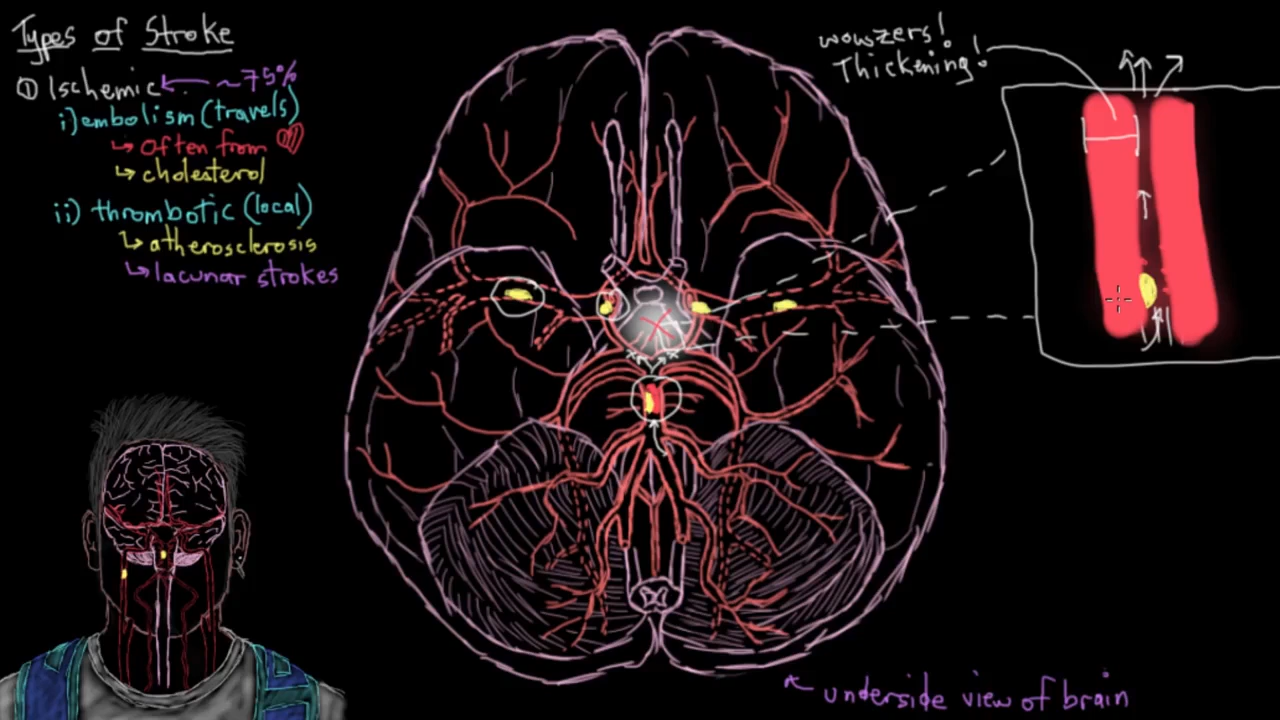 Types of Stroke
① Ischemic ← ~75%
i) embolism (travels)
↳ Often from
↳ cholesterol
ii) thrombotic (local)
↳ atherosclerosis
↳ lacunar strokes
wowzers!
Thickening!
underside view of brain